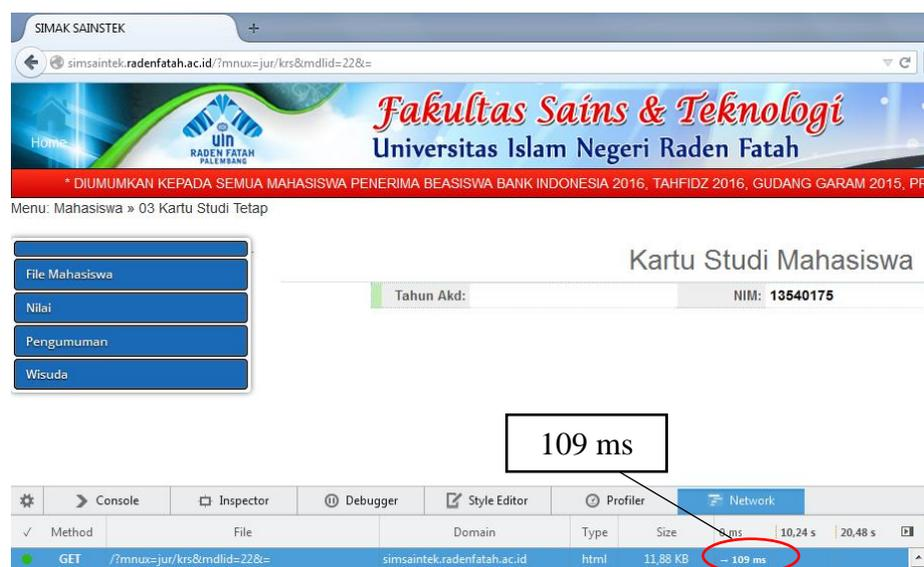 SIMAK SAINSTEK +
simsaintek.radenfatah.ac.id/?mnux=jur/krs&mdlid=22&=
Home
uin
RADEN FATAH
PALEMBANG
Fakultas Sains & Teknologi
Universitas Islam Negeri Raden Fatah
* DIUMUMKAN KEPADA SEMUA MAHASISWA PENERIMA BEASISWA BANK INDONESIA 2016, TAHFIDZ 2016, GUDANG GARAM 2015,
Menu: Mahasiswa » 03 Kartu Studi Tetap
File Mahasiswa
Nilai
Pengumuman
Wisuda
Kartu Studi Mahasiswa
Tahun Akd: NIM: 13540175
109 ms
Console Inspector Debugger Style Editor Profiler Network
✓ Method File Domain Type Size 0 ms 10,24 s 20,48 s
GET /?mnux=jur/krs&mdlid=22&= simsaintek.radenfatah.ac.id html 11,88 KB → 109 ms